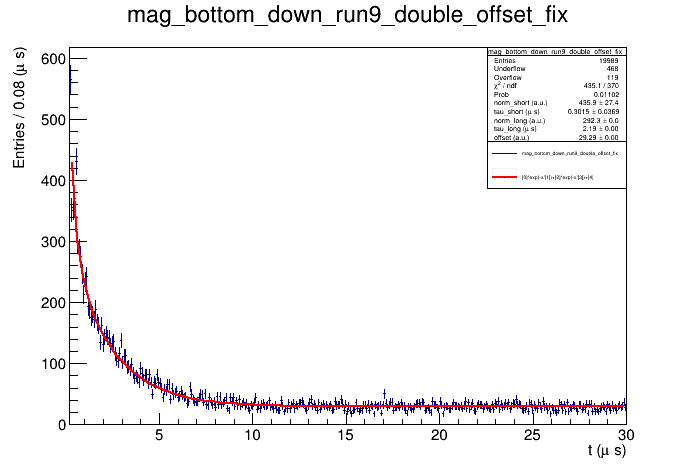 mag_bottom_down_run9_double_offset_fix
Entries / 0.08 (μ s)
600
500
400
300
200
100
0
5
10
15
20
25
30
t (μ s)
mag_bottom_down_run9_double_offset_fix
Entries 19989
Underflow 468
Overflow 119
χ² / ndf 435.1 / 370
Prob 0.01102
norm_short (a.u.) 435.9 ± 27.4
tau_short (μ s) 0.3015 ± 0.0369
norm_long (a.u.) 292.3 ± 0.0
tau_long (μ s) 2.19 ± 0.00
offset (a.u.) 29.29 ± 0.00
mag_bottom_down_run9_double_offset_fix